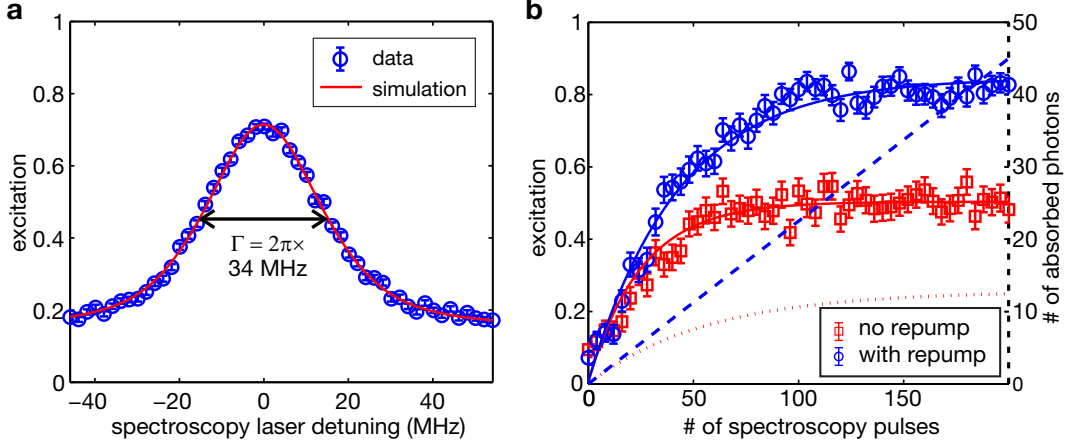 a
1
0.8
0.6
0.4
0.2
0
excitation
data
simulation
Γ = 2π×
34 MHz
−40 −20 0 20 40
spectroscopy laser detuning (MHz)
b
1
0.8
0.6
0.4
0.2
0
excitation
50
40
30
20
10
0
# of absorbed photons
no repump
with repump
0 50 100 150
# of spectroscopy pulses